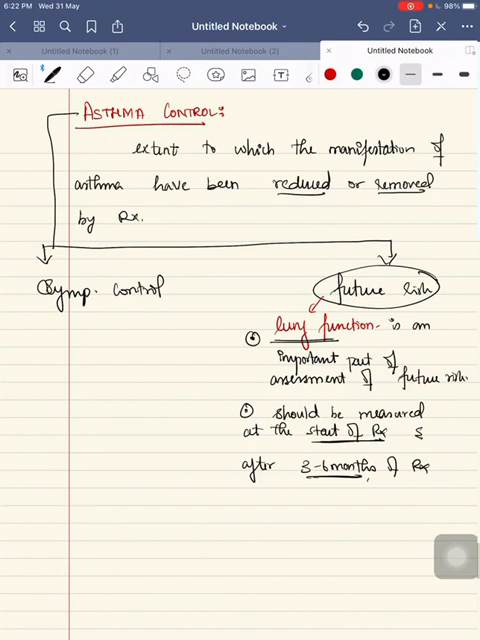 6:22 PM Wed 31 May
98%
Untitled Notebook
Untitled Notebook (1)
Untitled Notebook (2)
Untitled Notebook
T
ASTHMA CONTROL:
extent to which the manifestation of
asthma have been reduced or removed
by Rx.
Symp. control
future risk
lung function - is an
important part of
assessment of future risk.
should be measured
at the start of Rx &
after 3-6 months of Rx